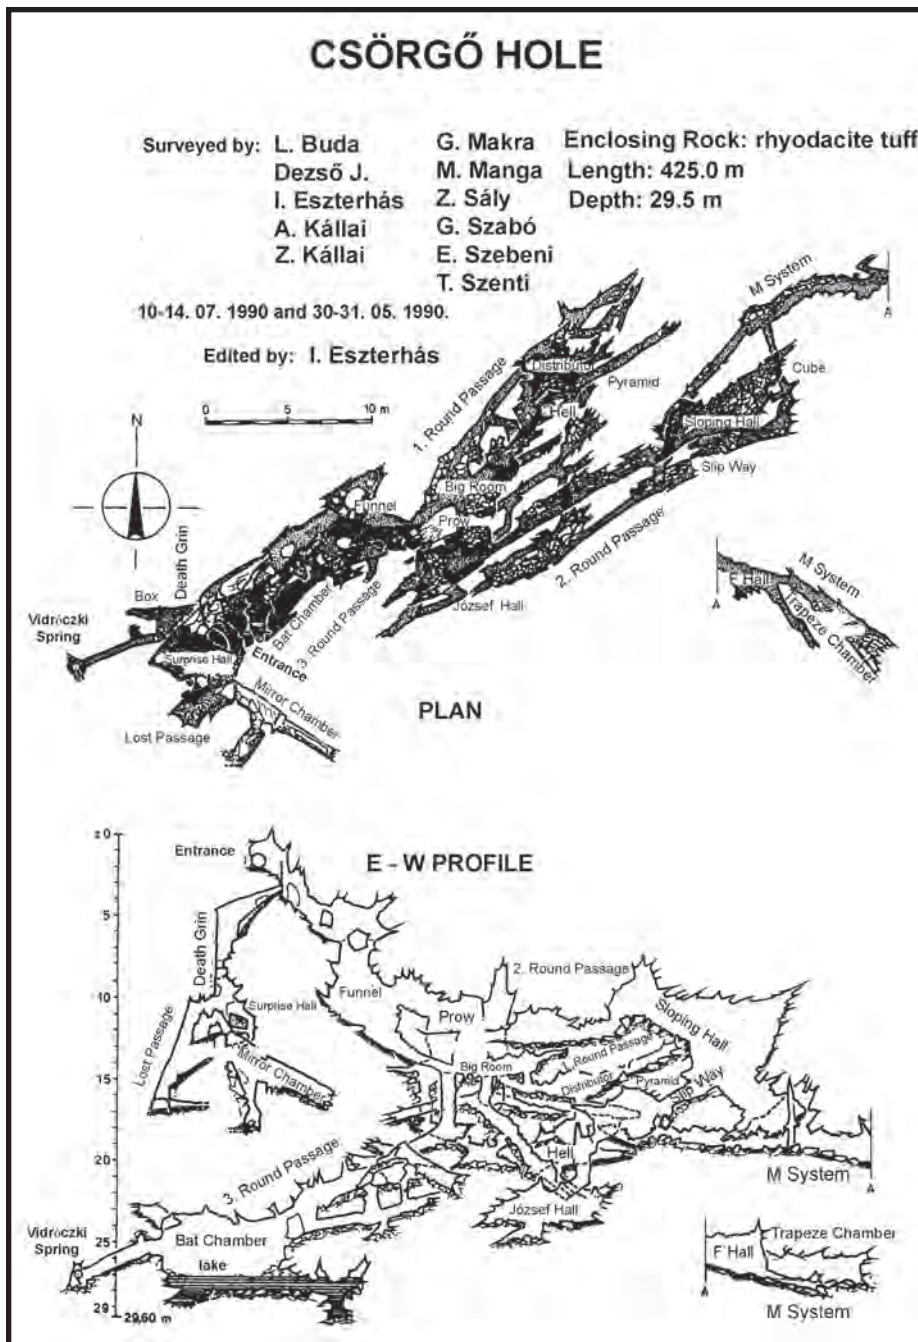 CSÖRGŐ HOLE
Surveyed by: L. Buda
Dezső J.
I. Eszterhás
A. Kállai
Z. Kállai
G. Makra
M. Manga
Z. Sály
G. Szabó
E. Szebeni
T. Szenti
Enclosing Rock: rhyodacite tuff
Length: 425.0 m
Depth: 29.5 m
10-14. 07. 1990 and 30-31. 05. 1990.
Edited by: I. Eszterhás
0 5 10 m
N
M System
A
Cube
1. Round Passage
Distributor
Pyramid
Hell
Sloping Hall
Slip Way
Big Room
Funnel
Prow
2. Round Passage
József Hall
Death Grin
Box
Bat Chamber
3. Round Passage
Vidróczki
Spring
Surprise Hall
Entrance
Mirror Chamber
Lost Passage
A
F Hall
M System
Trapeze Chamber
PLAN
E - W PROFILE
±0
5
10
15
20
25
29
29,60 m
Entrance
Death Grin
Lost Passage
Surprise Hall
Mirror Chamber
Funnel
Prow
2. Round Passage
Sloping Hall
Big Room
1. Round Passage
Distributor
Pyramid
Slip Way
Hell
József Hall
M System
A
3. Round Passage
Vidróczki
Spring
Bat Chamber
lake
F Hall
Trapeze Chamber
A
M System